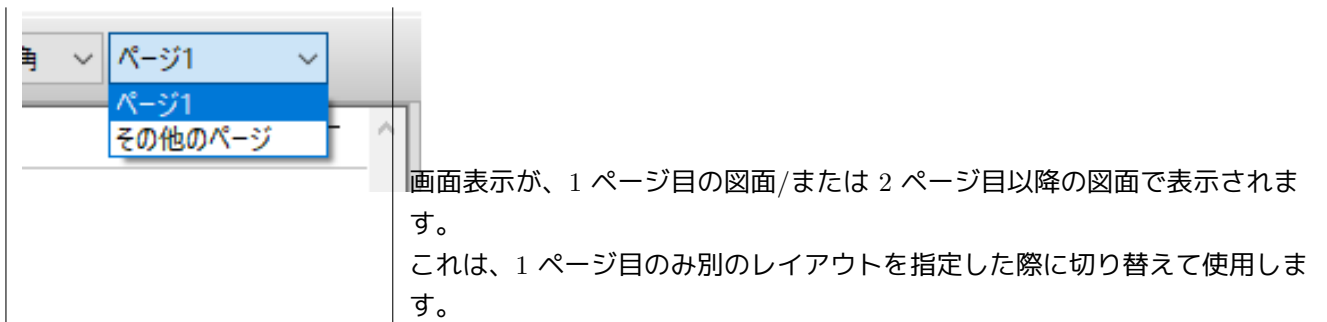 角
ページ1
ページ1
その他のページ
画面表示が、1 ページ目の図面/または 2 ページ目以降の図面で表示されま
す。
これは、1 ページ目のみ別のレイアウトを指定した際に切り替えて使用しま
す。